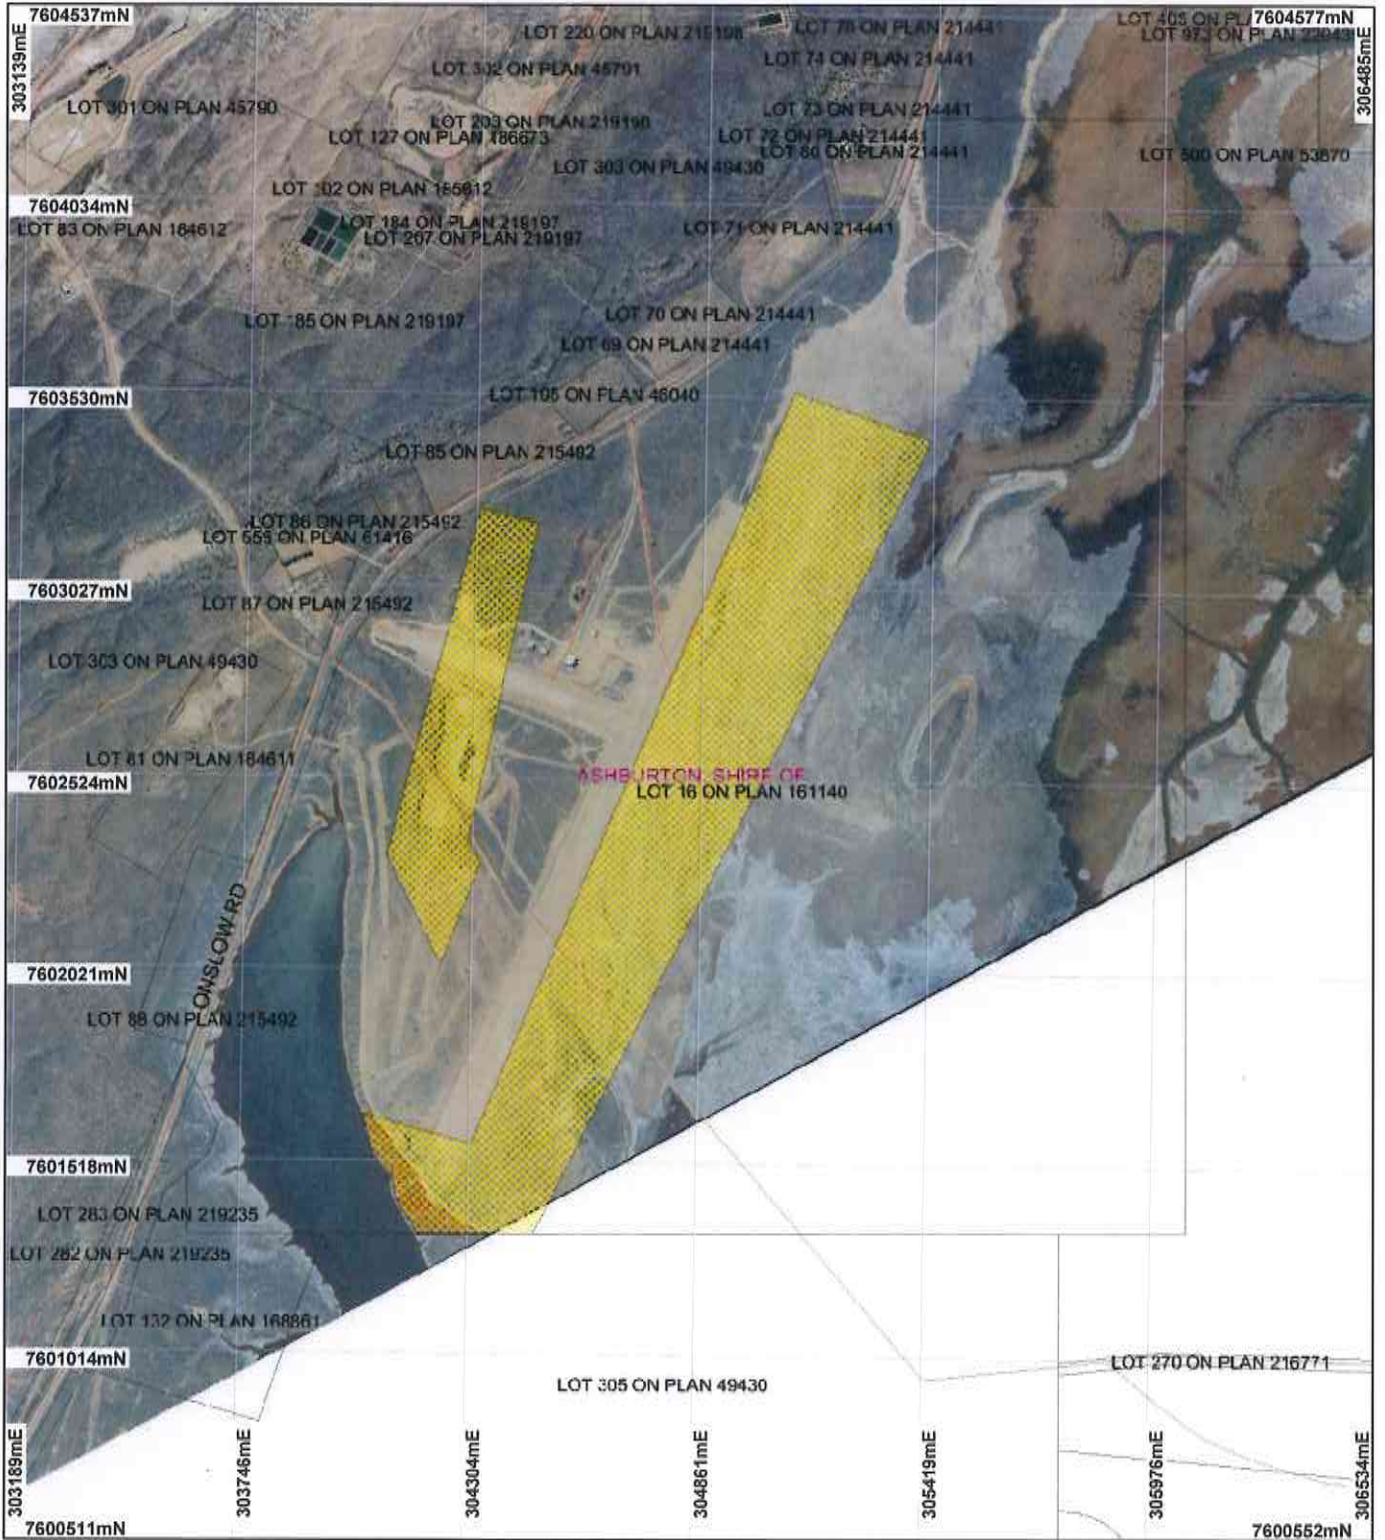 7604537mN
7604577mN
303139mE
306485mE
LOT 220 ON PLAN 219198
LOT 78 ON PLAN 214441
LOT 302 ON PLAN 45791
LOT 74 ON PLAN 214441
LOT 301 ON PLAN 45790
LOT 73 ON PLAN 214441
LOT 203 ON PLAN 219198
LOT 127 ON PLAN 186673
LOT 72 ON PLAN 214441
LOT 80 ON PLAN 214441
LOT 500 ON PLAN 53870
LOT 303 ON PLAN 49430
LOT 102 ON PLAN
7604034mN
LOT 83 ON PLAN 184612
LOT 184 ON PLAN 219197
LOT 207 ON PLAN 219197
LOT 71 ON PLAN 214441
LOT 185 ON PLAN 219197
LOT 70 ON PLAN 214441
LOT 69 ON PLAN 214441
7603530mN
LOT 105 ON PLAN 46040
LOT 85 ON PLAN 215492
LOT 86 ON PLAN 215492
LOT 555 ON PLAN 61416
7603027mN
LOT 87 ON PLAN 215492
LOT 303 ON PLAN 49430
LOT 81 ON PLAN 184611
7602524mN
ASHBURTON, SHIRE OF
LOT 16 ON PLAN 161140
ONSLOW RD
7602021mN
LOT 88 ON PLAN 215492
7601518mN
LOT 283 ON PLAN 219235
LOT 282 ON PLAN 219235
LOT 132 ON PLAN 168861
7601014mN
LOT 270 ON PLAN 216771
LOT 305 ON PLAN 49430
303189mE
303746mE
304304mE
304861mE
305419mE
305976mE
306534mE
7600511mN
7600552mN